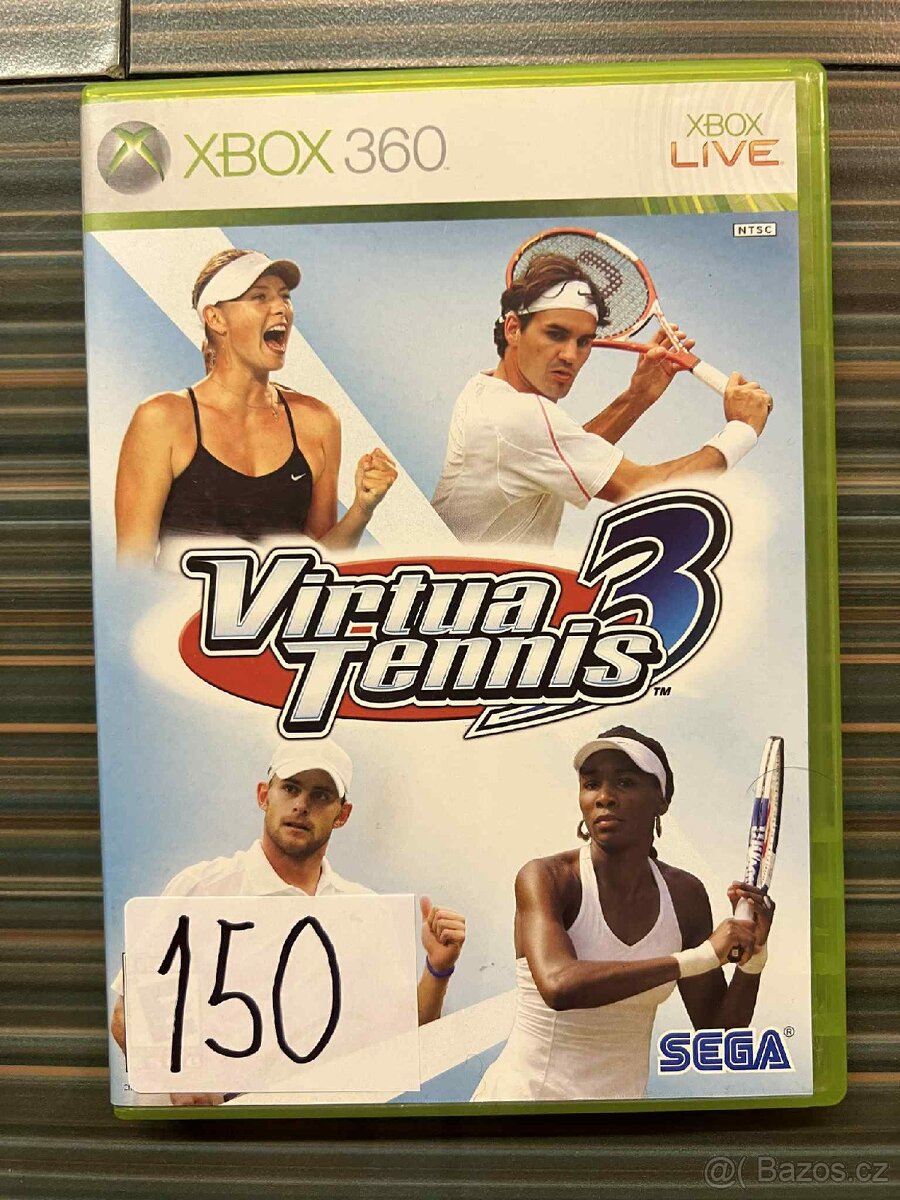 XBOX 360
XBOX
LIVE
NTSC
Virtua
Tennis 3
TM
150
SEGA®
@( Bazos.cz